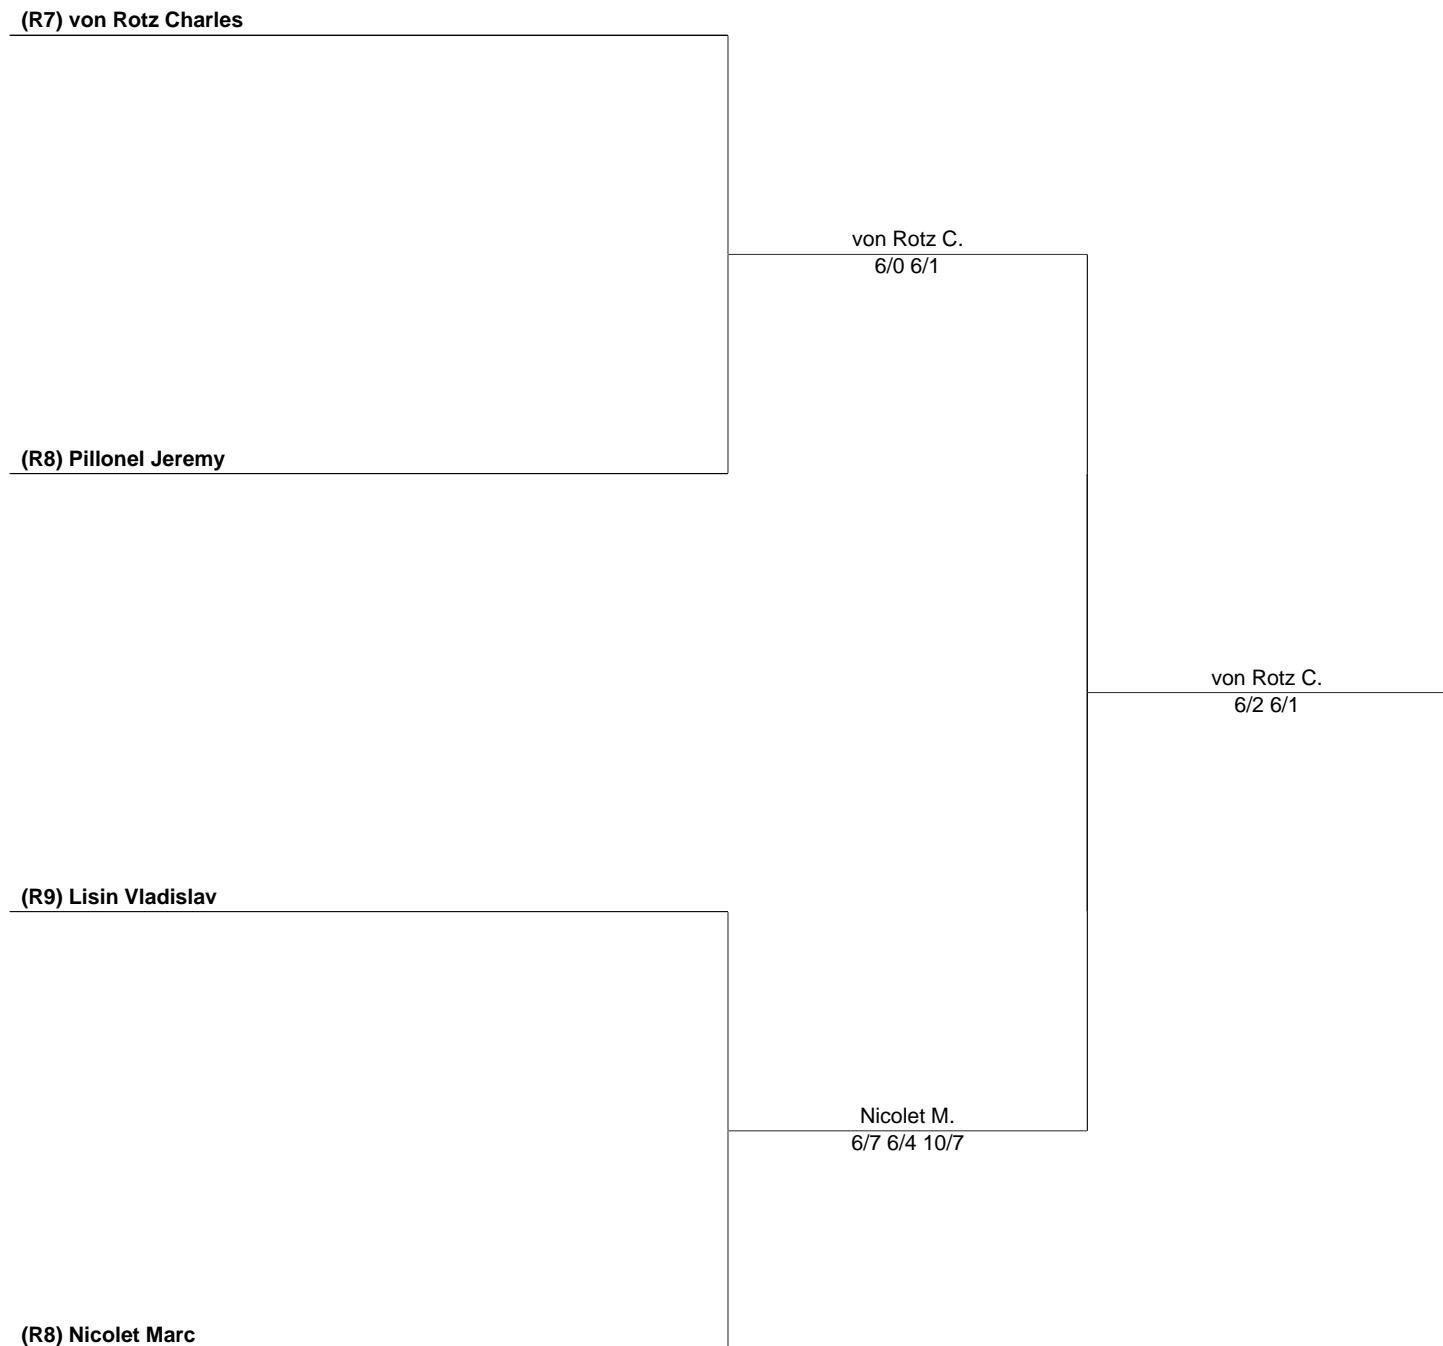 (R7) von Rotz Charles
von Rotz C.
6/0 6/1
(R8) Pillonel Jeremy
von Rotz C.
6/2 6/1
(R9) Lisin Vladislav
Nicolet M.
6/7 6/4 10/7
(R8) Nicolet Marc